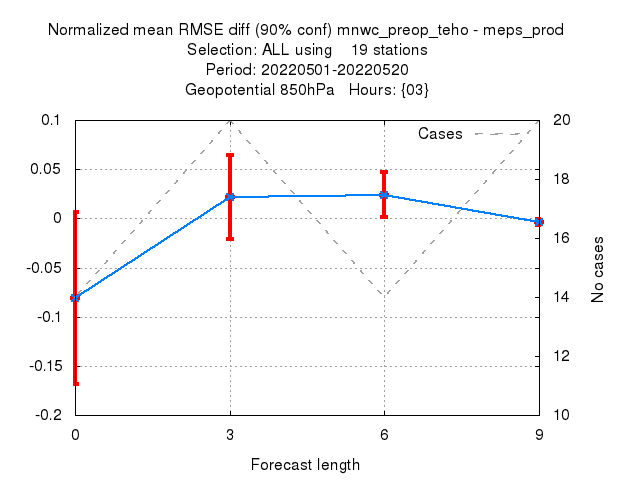 Normalized mean RMSE diff (90% conf) mnwc_preop_teho - meps_prod
Selection: ALL using 19 stations
Period: 20220501-20220520
Geopotential 850hPa Hours: {03}
Cases
0.1
0.05
0
-0.05
-0.1
-0.15
-0.2
20
18
16
14
12
10
No cases
0 3 6 9
Forecast length